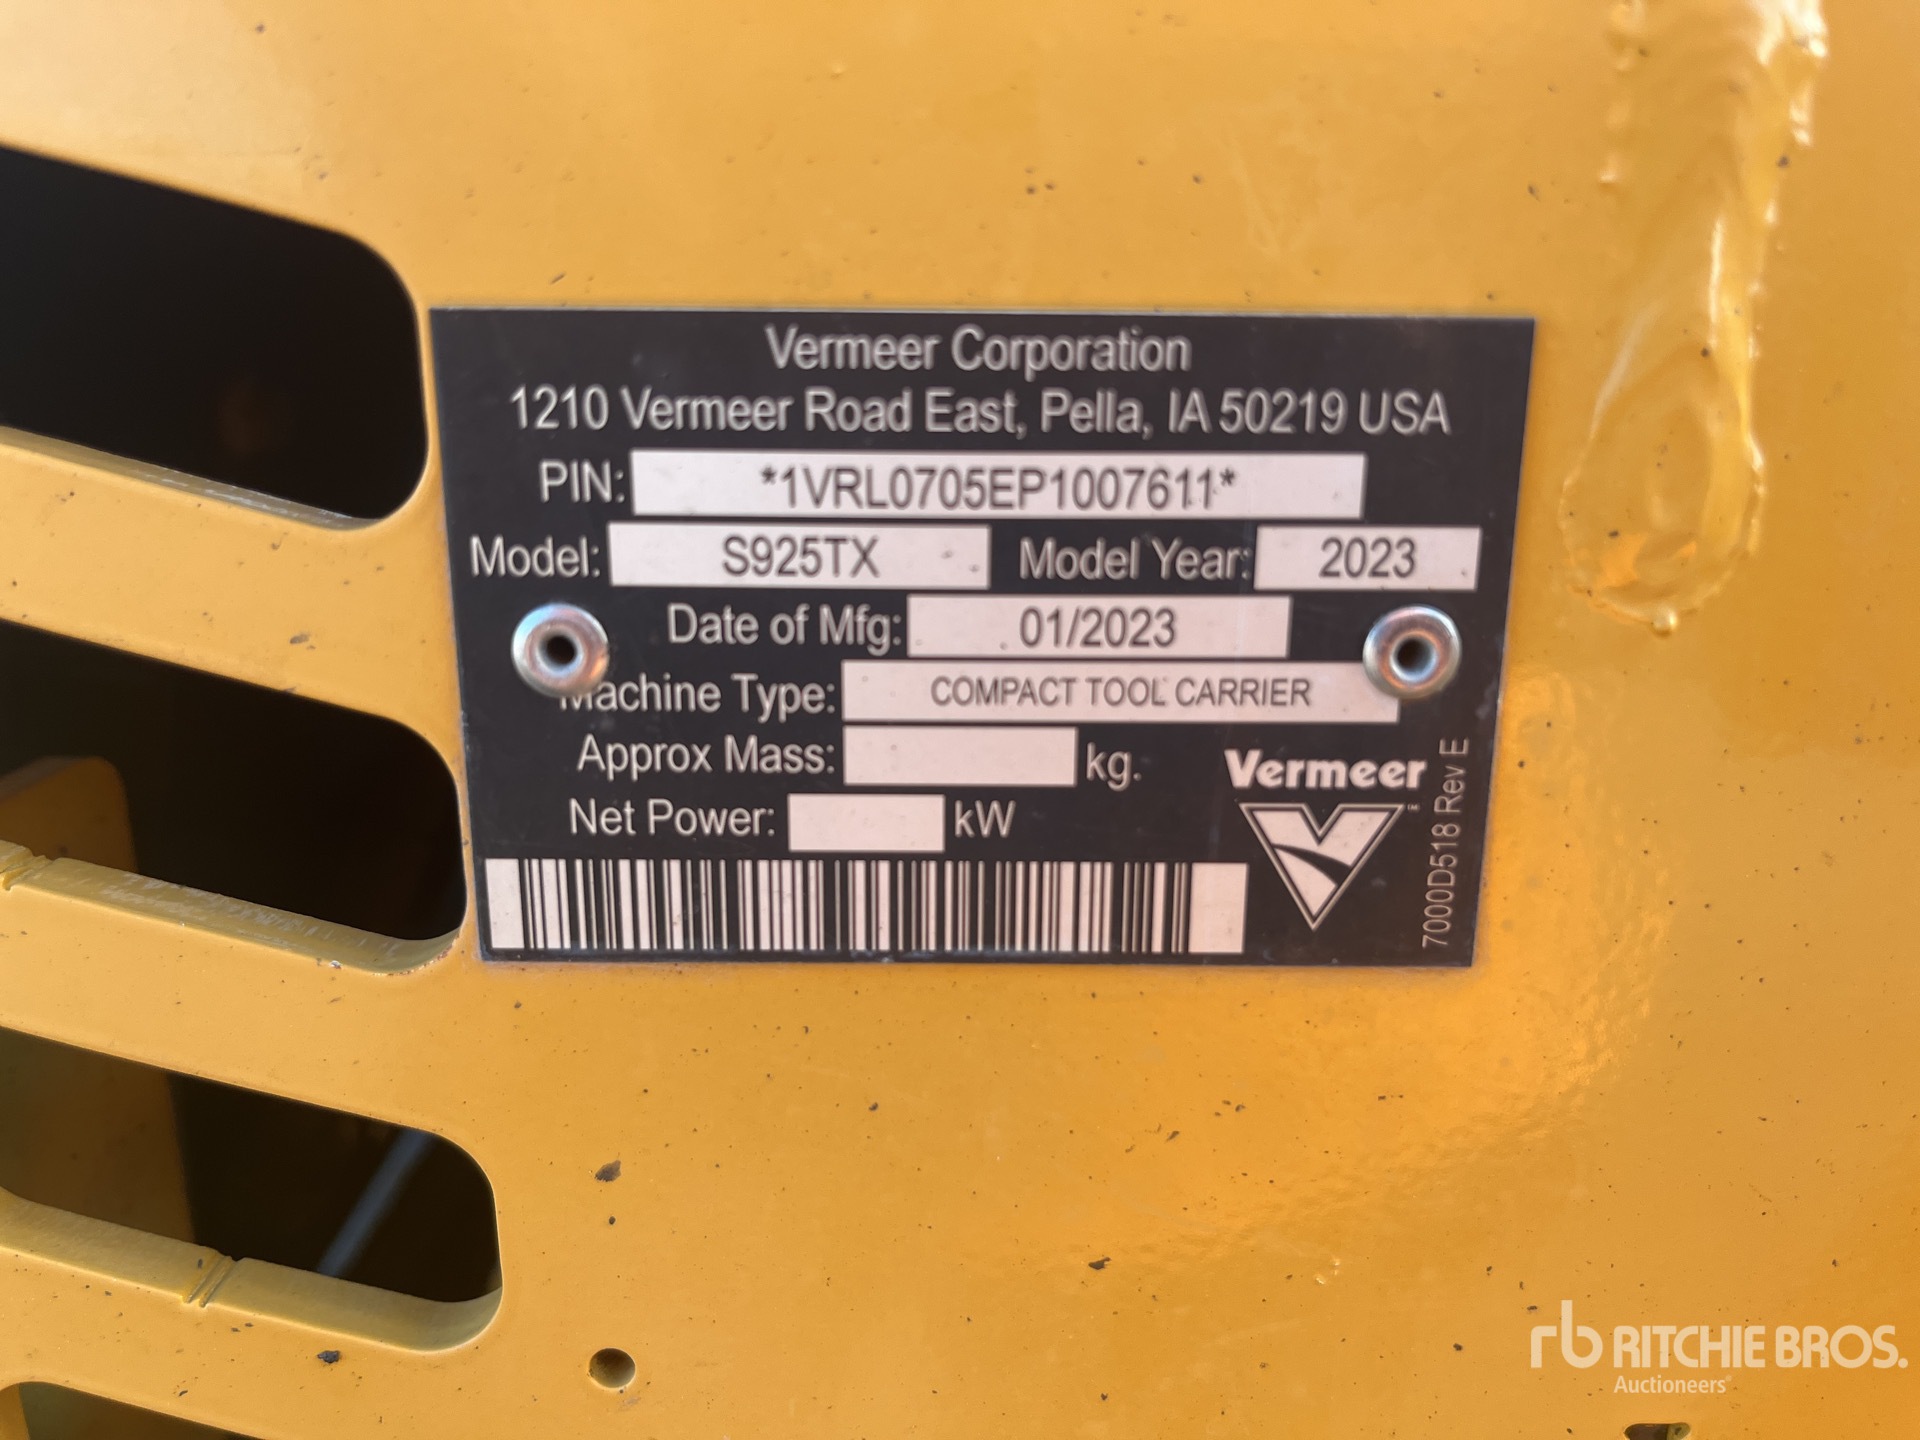 Vermeer Corporation
1210 Vermeer Road East, Pella, IA 50219 USA
PIN: *1VRL0705EP1007611*
Model: S925TX Model Year: 2023
Date of Mfg: 01/2023
Machine Type: COMPACT TOOL CARRIER
Approx Mass: kg.
Net Power: kW
Vermeer
™
7000D518 Rev E
rb RITCHIE BROS.
Auctioneers